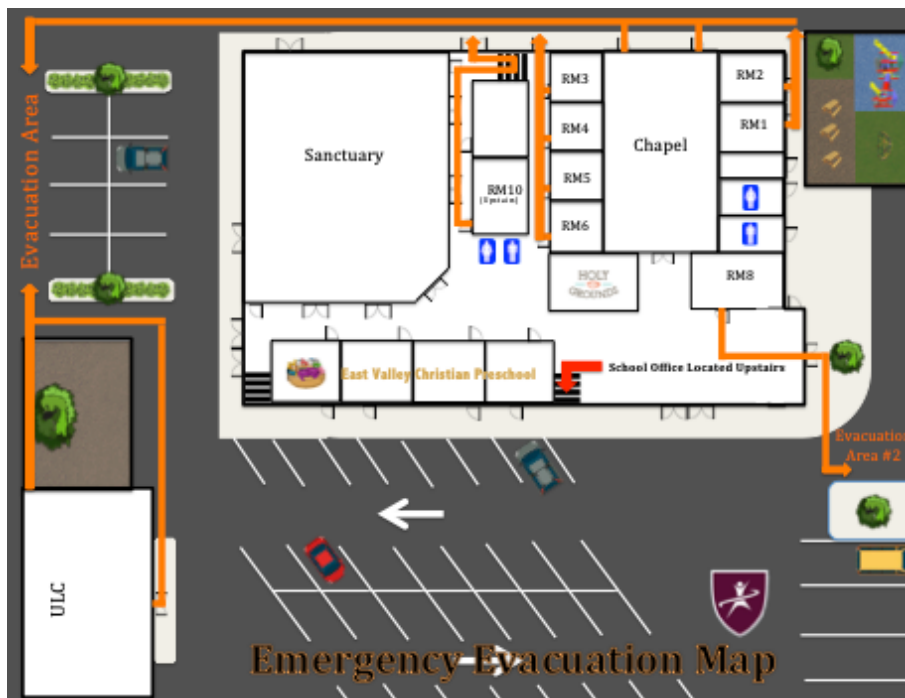 Evacuation Area
Sanctuary
RM10
(Upstairs)
RM3
RM4
RM5
RM6
Chapel
RM2
RM1
HOLY
GROUNDS
RM8
East Valley Christian Preschool
School Office Located Upstairs
Evacuation
Area #2
ULC
Emergency Evacuation Map